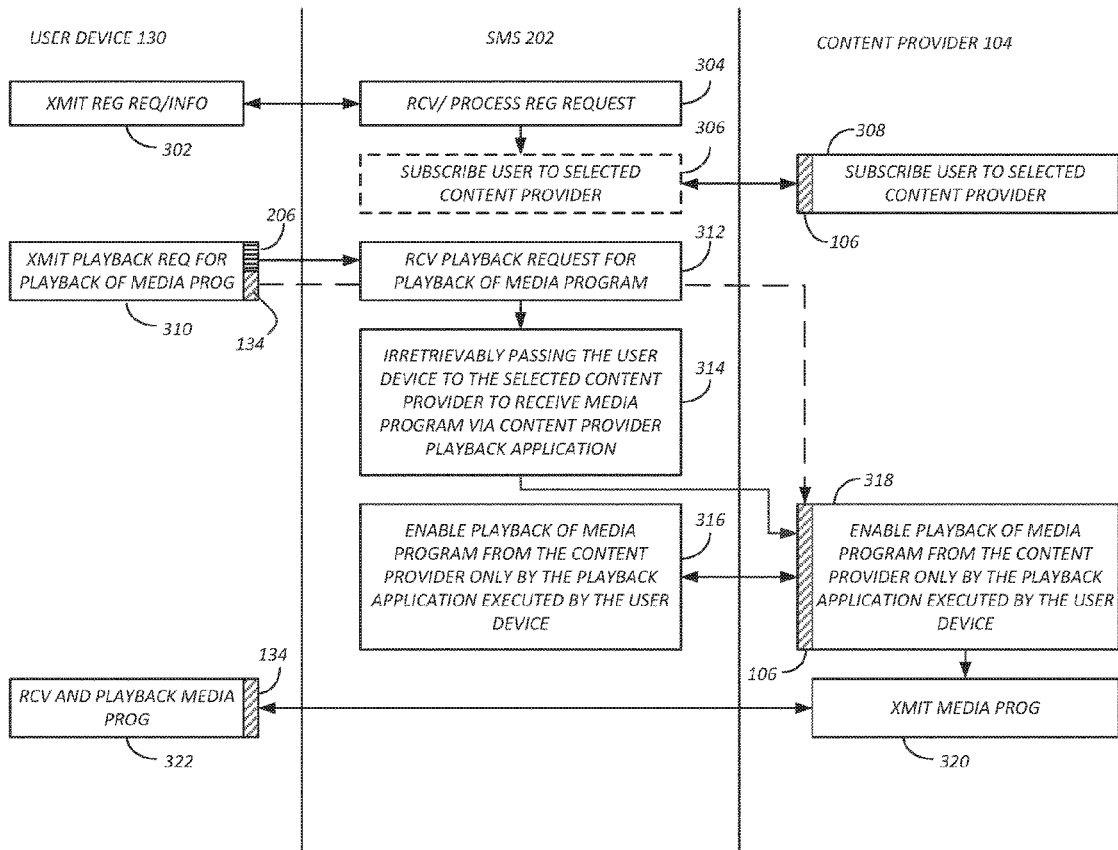 USER DEVICE 130
SMS 202
CONTENT PROVIDER 104
XMIT REG REQ/INFO
302
RCV/ PROCESS REG REQUEST
304
SUBSCRIBE USER TO SELECTED
CONTENT PROVIDER
306
308
SUBSCRIBE USER TO SELECTED
CONTENT PROVIDER
106
206
XMIT PLAYBACK REQ FOR
PLAYBACK OF MEDIA PROG
310
134
RCV PLAYBACK REQUEST FOR
PLAYBACK OF MEDIA PROGRAM
312
IRRETRIEVABLY PASSING THE USER
DEVICE TO THE SELECTED CONTENT
PROVIDER TO RECEIVE MEDIA
PROGRAM VIA CONTENT PROVIDER
PLAYBACK APPLICATION
314
ENABLE PLAYBACK OF MEDIA
PROGRAM FROM THE CONTENT
PROVIDER ONLY BY THE PLAYBACK
APPLICATION EXECUTED BY THE USER
DEVICE
316
318
ENABLE PLAYBACK OF MEDIA
PROGRAM FROM THE CONTENT
PROVIDER ONLY BY THE PLAYBACK
APPLICATION EXECUTED BY THE USER
DEVICE
106
134
RCV AND PLAYBACK MEDIA
PROG
322
XMIT MEDIA PROG
320